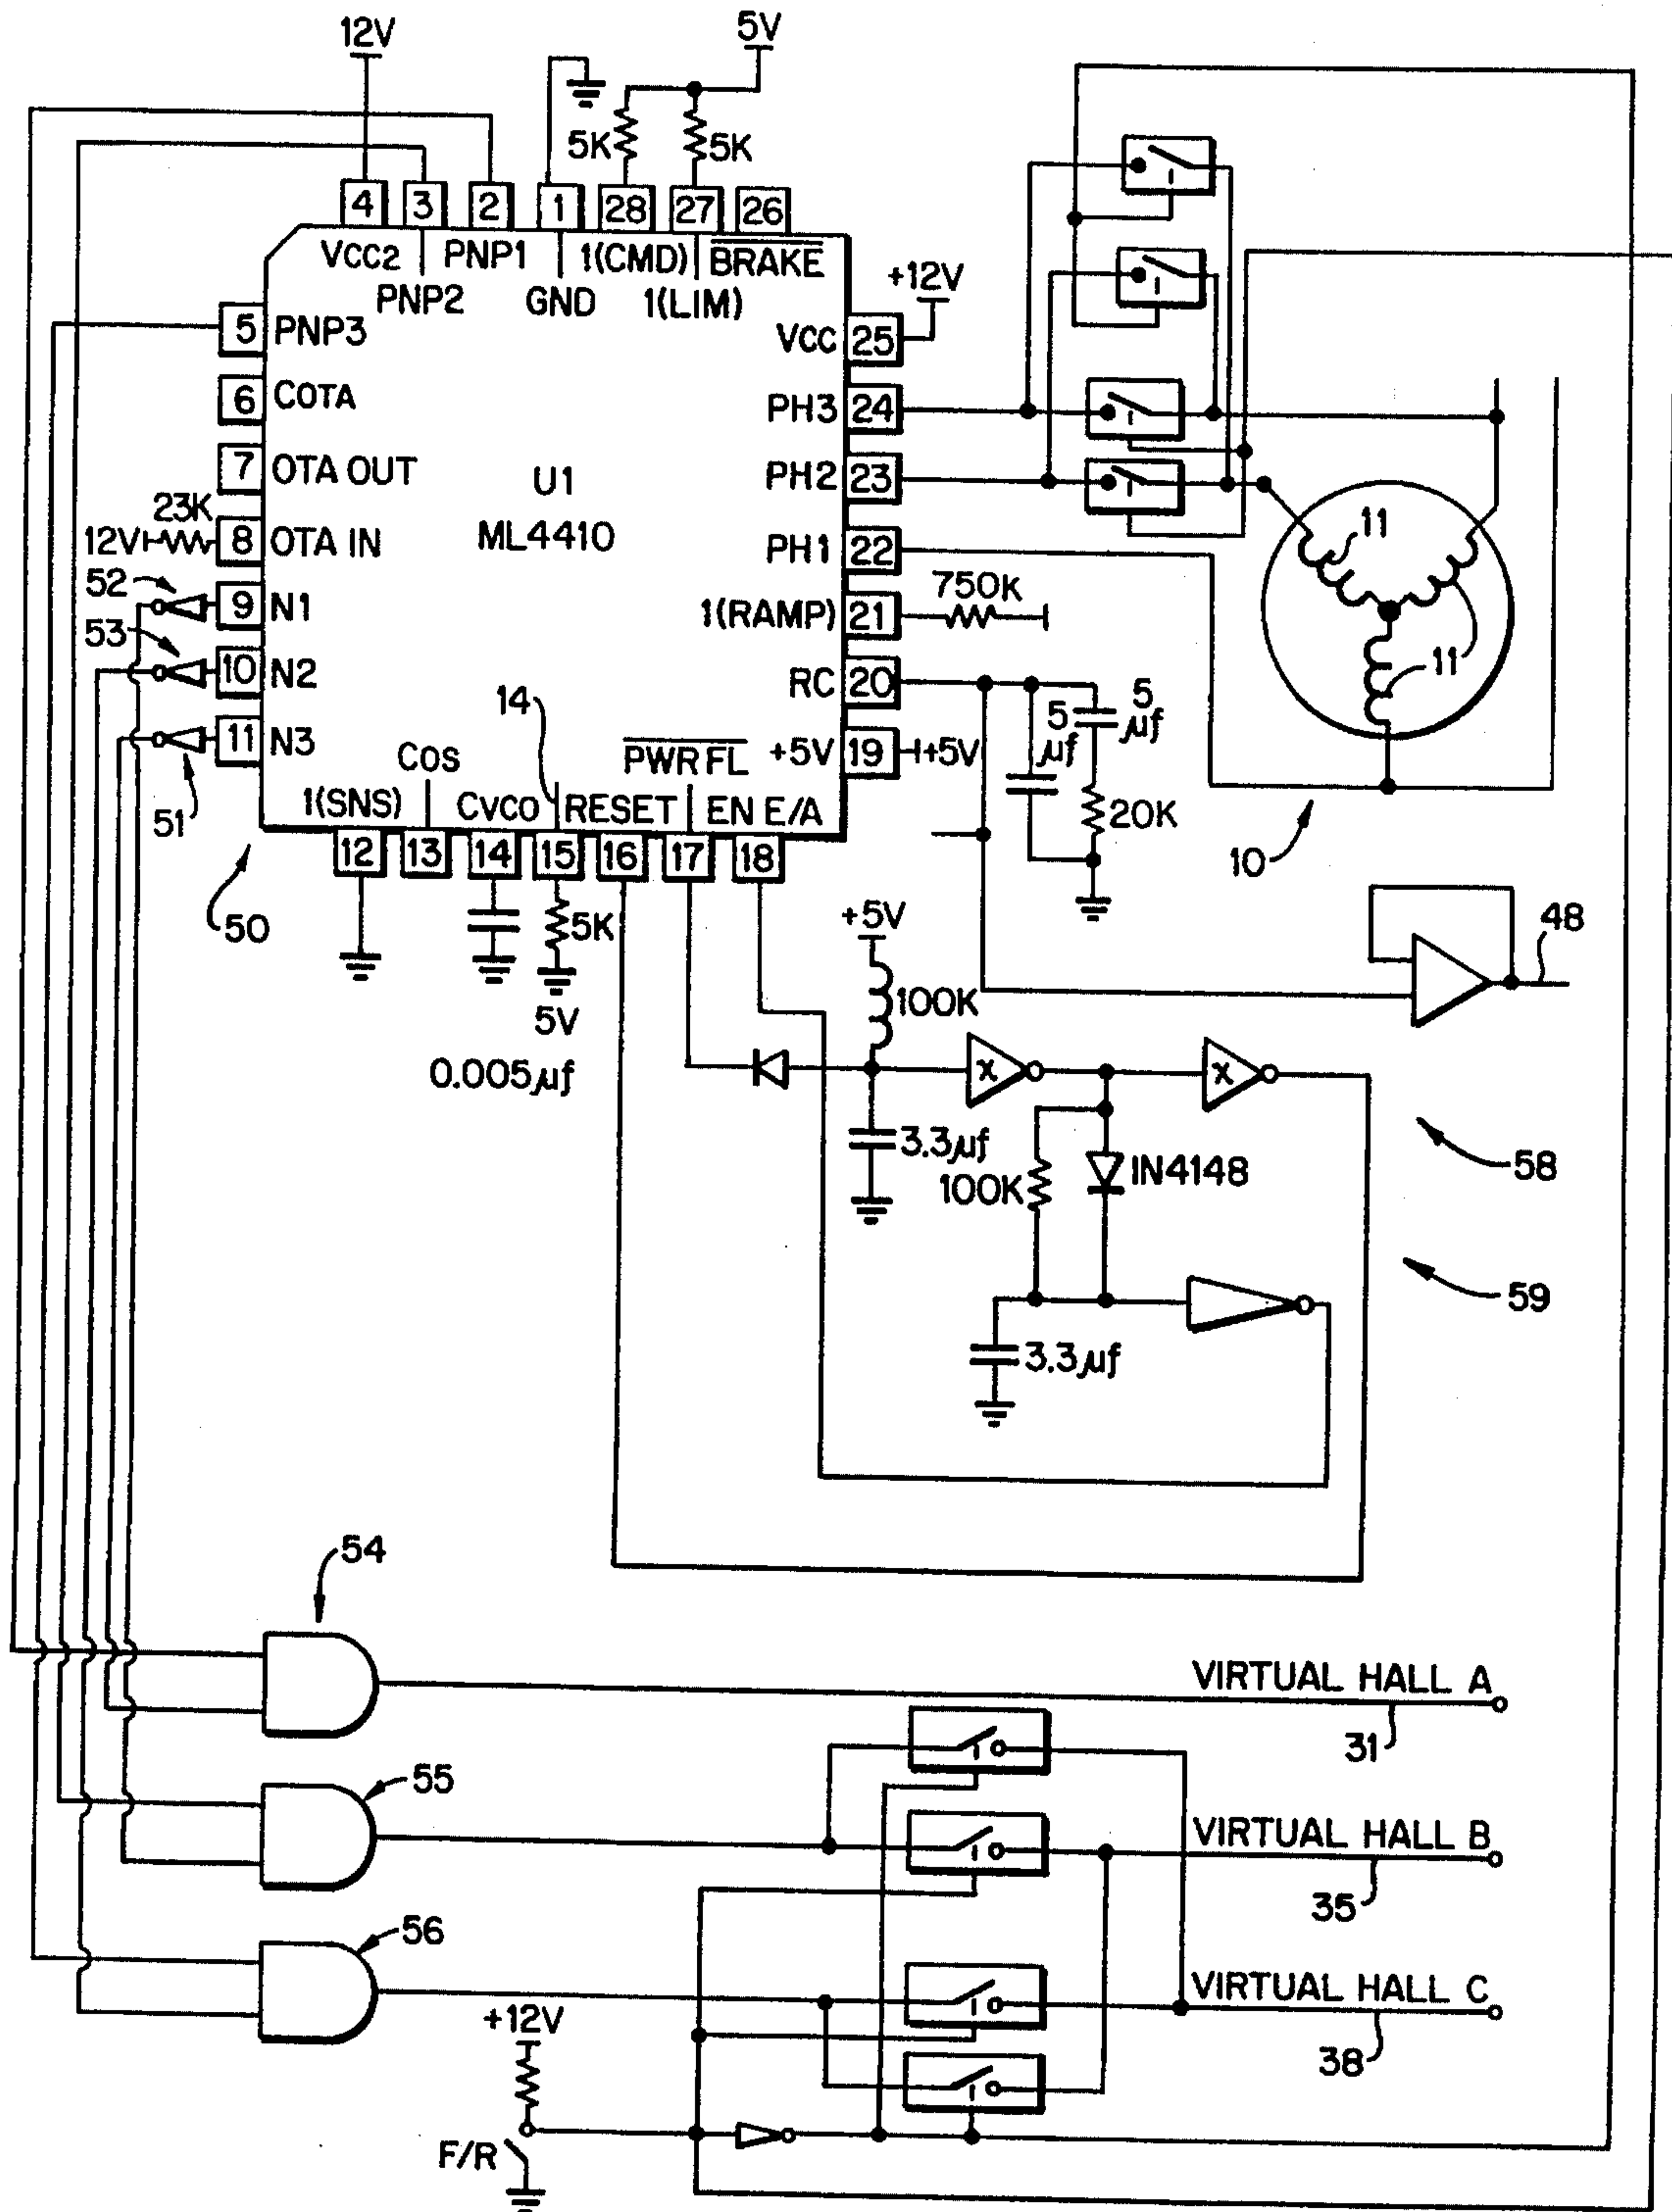 12V
5V
5K
5K
4
3
2
1
28
27
26
VCC2
PNP1
1(CMD)
BRAKE
PNP2
GND
1(LIM)
+12V
5
PNP3
VCC
25
6
COTA
PH3
24
7
OTA OUT
U1
PH2
23
23K
12V
8
OTA IN
ML4410
PH1
22
11
52
9
N1
1(RAMP)
21
750K
53
10
N2
RC
20
11
11
5
μf
5
μf
14
11
N3
COS
PWR FL
+5V
19
+5V
51
1(SNS)
CVCO
RESET
EN E/A
20K
10
12
13
14
15
16
17
18
50
5K
+5V
48
5V
100K
0.005μf
X
X
3.3μf
58
100K
IN4148
59
3.3μf
54
VIRTUAL HALL A
31
55
VIRTUAL HALL B
35
56
VIRTUAL HALL C
+12V
38
F/R